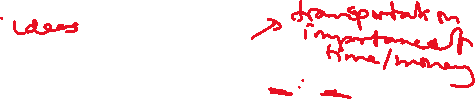 ideas
→ transportation
importance of
time/money